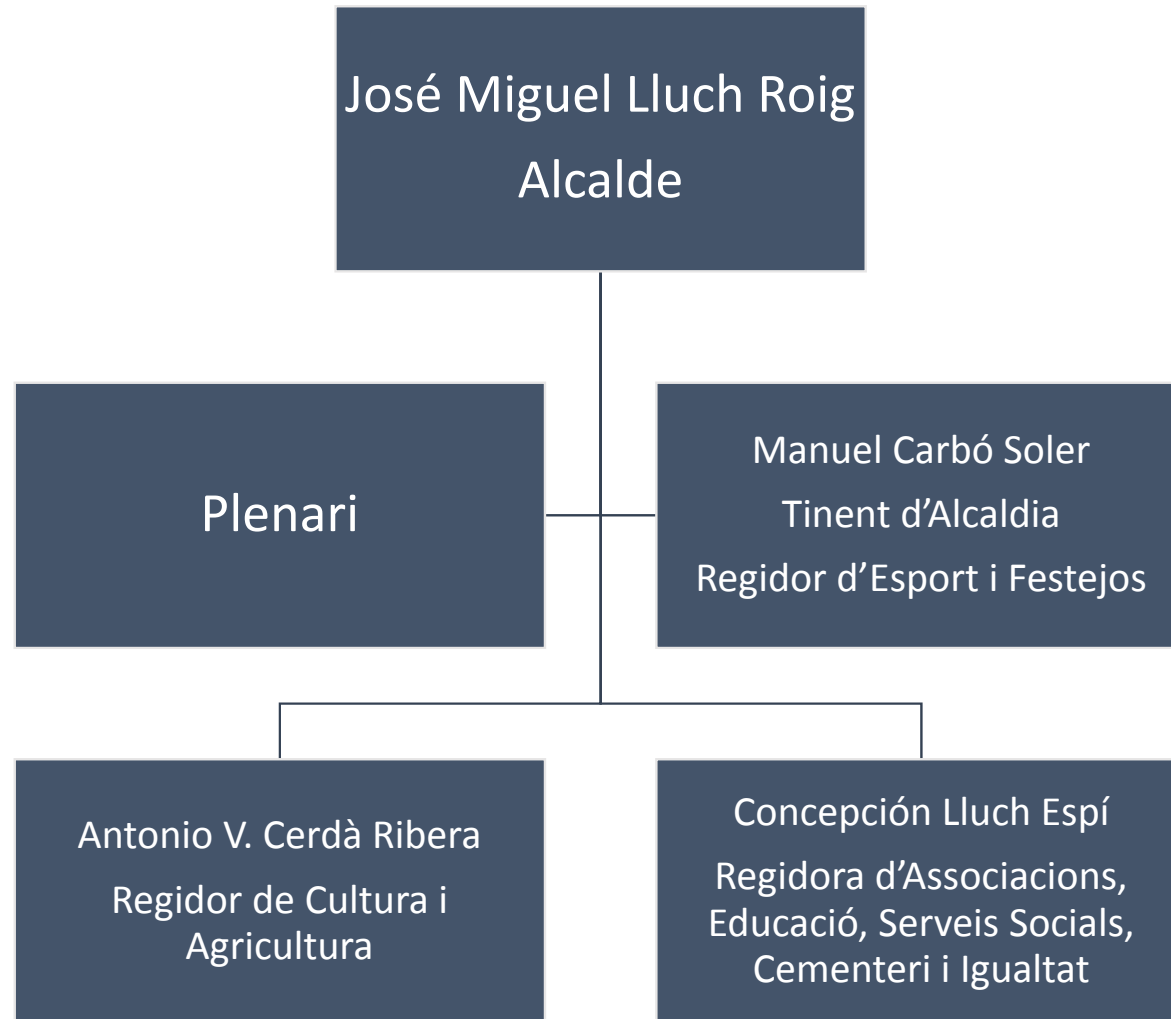 José Miguel Lluch Roig
Alcalde
Plenari
Manuel Carbó Soler
Tinent d’Alcaldia
Regidor d’Esport i Festejos
Antonio V. Cerdà Ribera
Regidor de Cultura i
Agricultura
Concepción Lluch Espí
Regidora d’Associacions,
Educació, Serveis Socials,
Cementeri i Igualtat